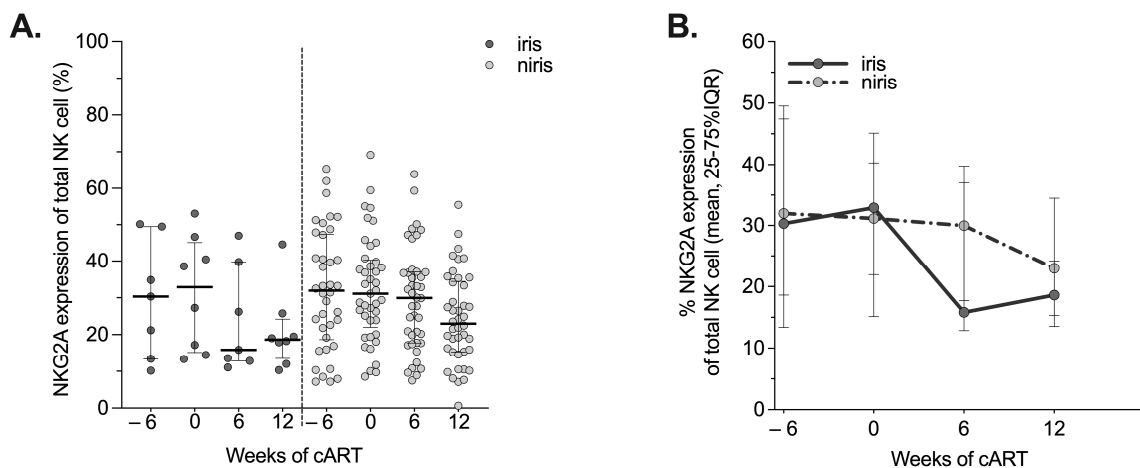 A.
NKG2A expression of total NK cell (%)
100
80
60
40
20
0
iris
niris
– 6 0 6 12 – 6 0 6 12
Weeks of cART
B.
% NKG2A expression
of total NK cell (mean, 25-75%IQR)
60
50
40
30
20
10
0
iris
niris
– 6 0 6 12
Weeks of cART